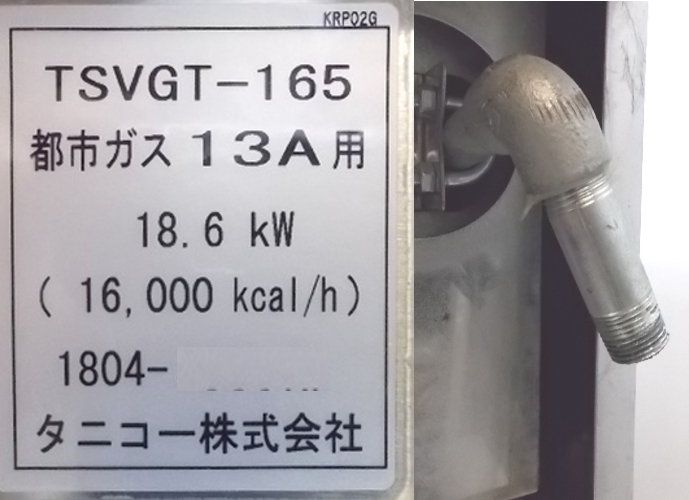 KRP02G
TSVGT-165
都市ガス 13A用
18.6 kW
( 16,000 kcal/h )
1804-
タニコー株式会社